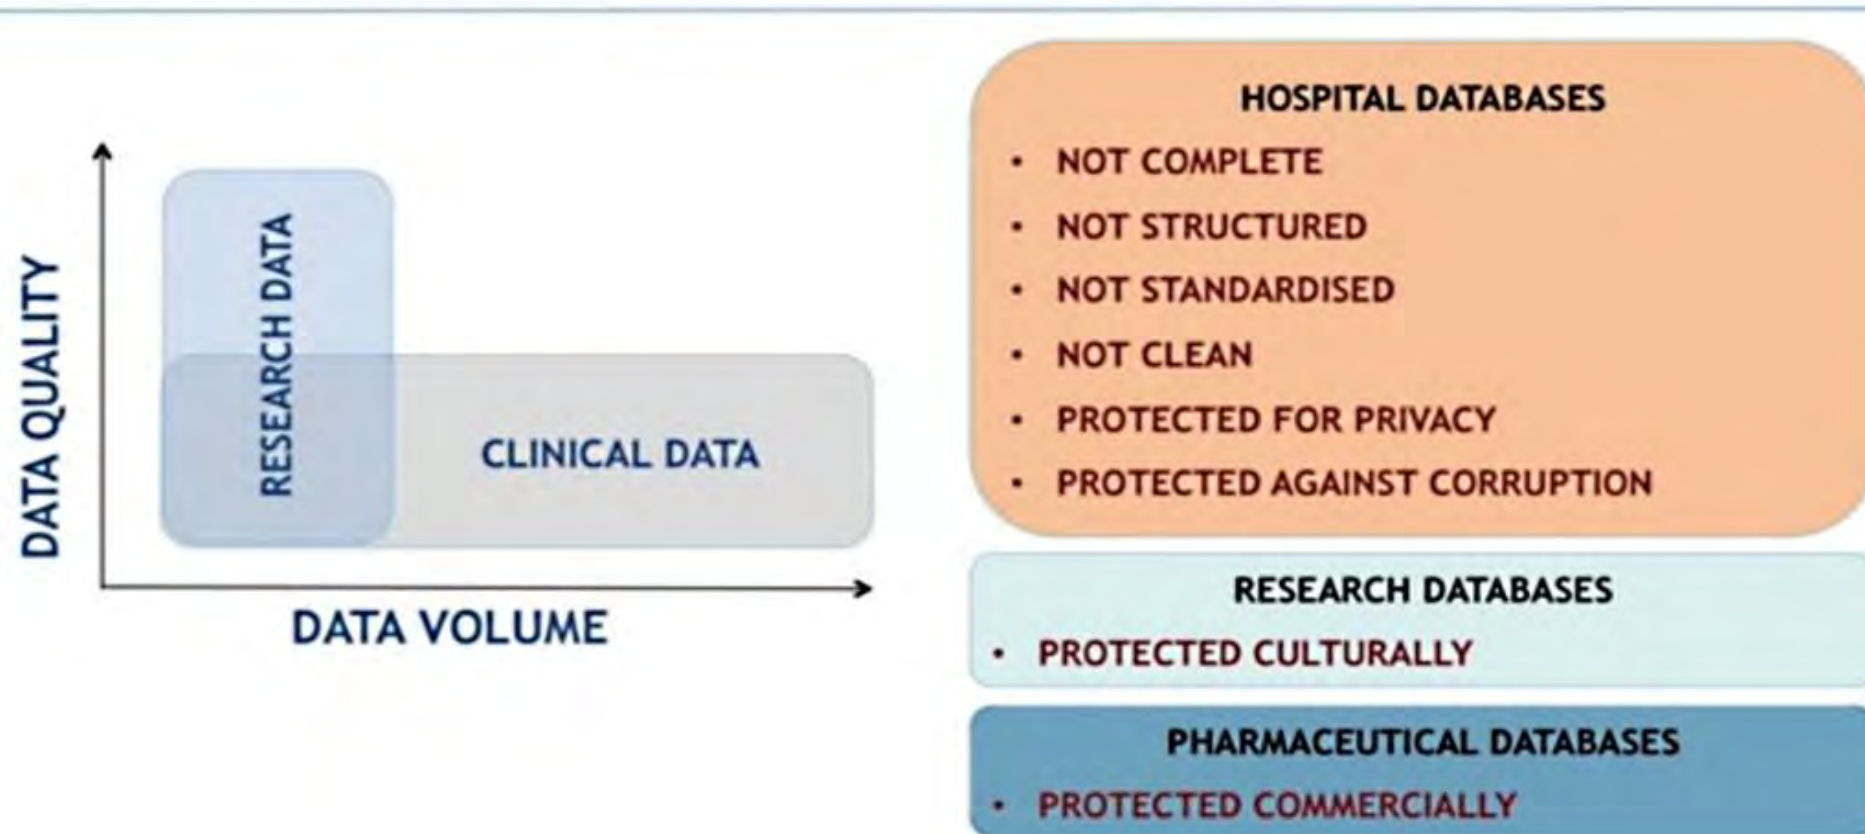 DATA QUALITY
RESEARCH DATA
CLINICAL DATA
DATA VOLUME
HOSPITAL DATABASES
• NOT COMPLETE
• NOT STRUCTURED
• NOT STANDARDISED
• NOT CLEAN
• PROTECTED FOR PRIVACY
• PROTECTED AGAINST CORRUPTION
RESEARCH DATABASES
• PROTECTED CULTURALLY
PHARMACEUTICAL DATABASES
• PROTECTED COMMERCIALLY